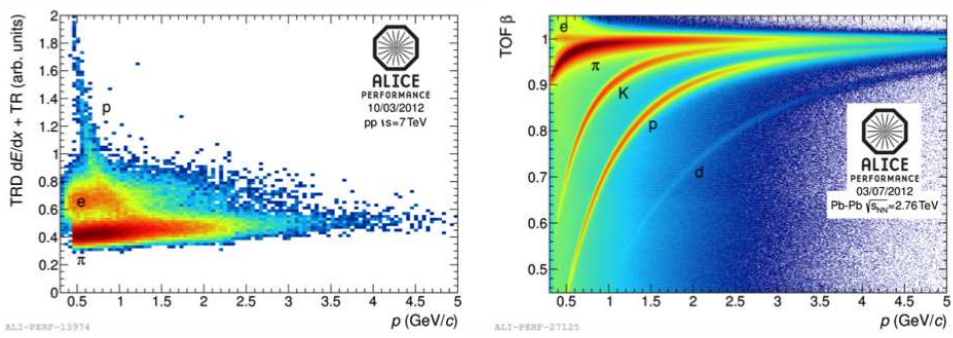 TRD dE/dx + TR (arb. units)
2
1.8
1.6
1.4
1.2
1
0.8
0.6
0.4
0.2
0
p
e
π
ALICE
PERFORMANCE
10/03/2012
pp ıs=7TeV
0.5 1 1.5 2 2.5 3 3.5 4 4.5 5
p (GeV/c)
ALI-PERF-13974
TOF β
1
0.9
0.8
0.7
0.6
0.5
e
π
K
p
d
ALICE
PERFORMANCE
03/07/2012
Pb-Pb √sNN=2.76TeV
0.5 1 1.5 2 2.5 3 3.5 4 4.5 5
p (GeV/c)
ALI-PERF-27125